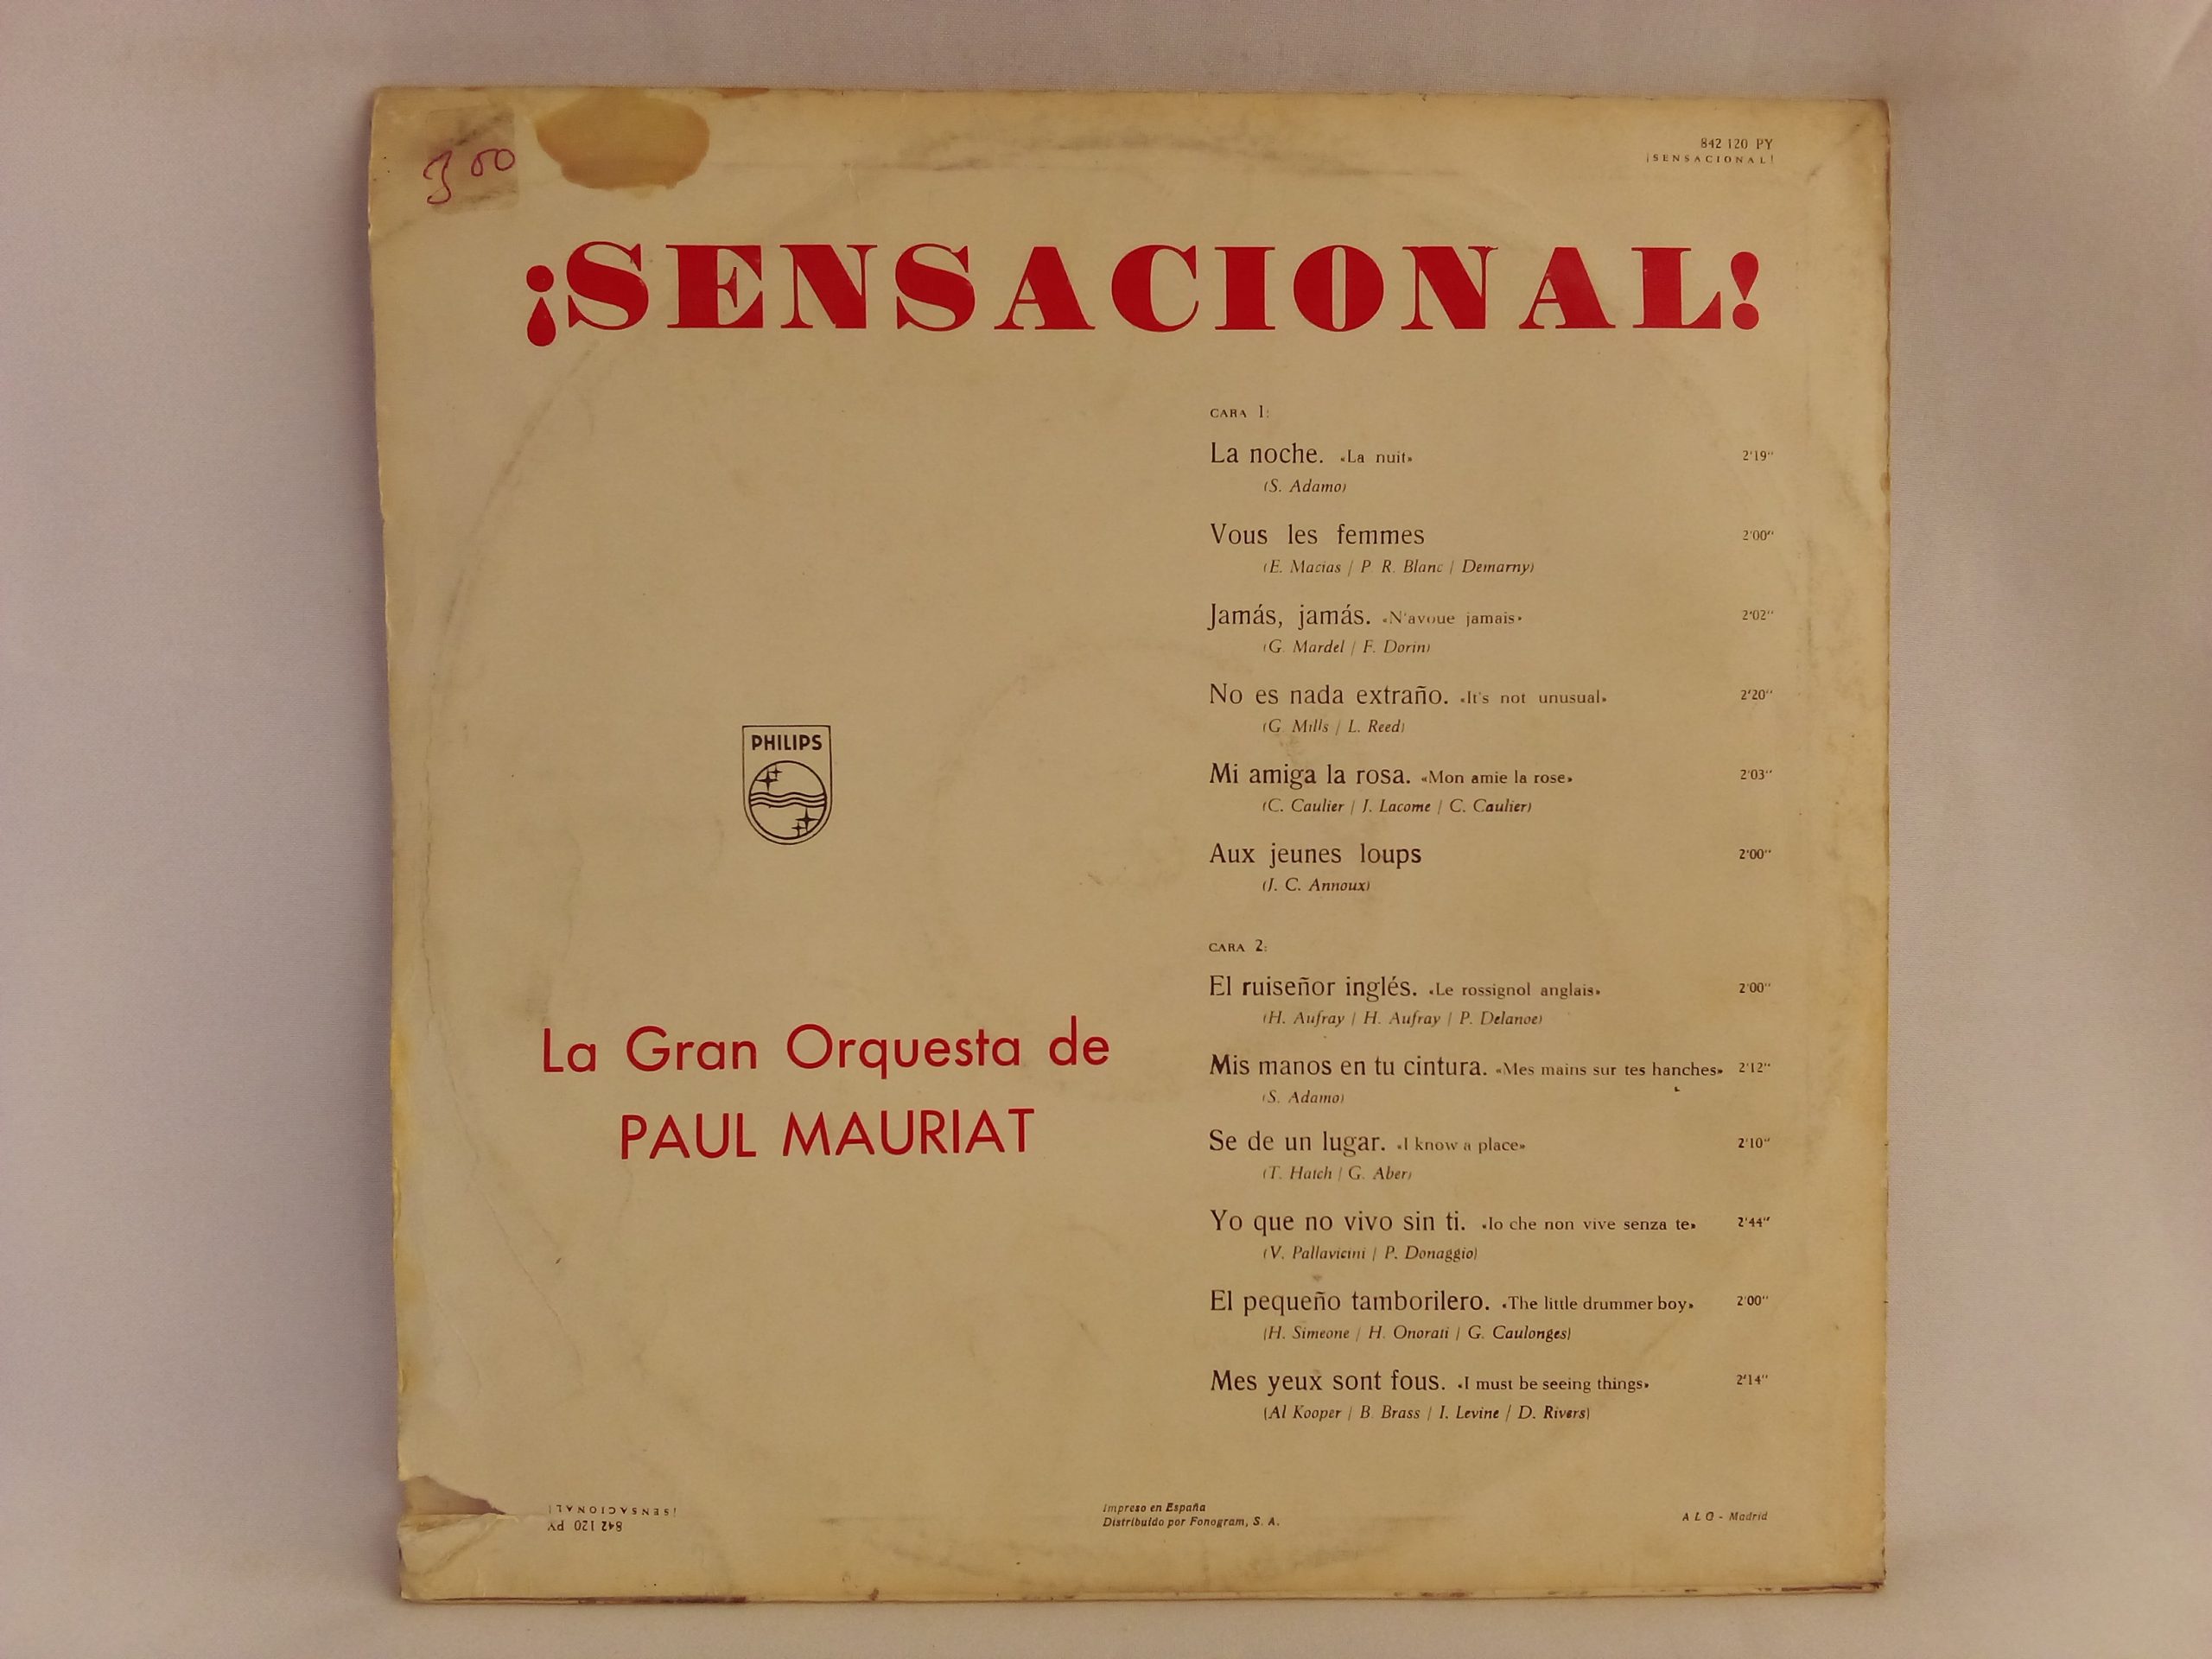 3 00
842 120 PY
¡SENSACIONAL!
¡SENSACIONAL!
CARA 1:
La noche. «La nuit» 2'19''
(S. Adamo)
Vous les femmes 2'00''
(E. Macias / P. R. Blanc / Demarny)
Jamás, jamás. «N'avoue jamais» 2'02''
(G. Mardel / F. Dorin)
No es nada extraño. «It's not unusual» 2'20''
(G. Mills / L. Reed)
Mi amiga la rosa. «Mon amie la rose» 2'03''
(C. Caulier / J. Lacome / C. Caulier)
Aux jeunes loups 2'00''
(J. C. Annoux)
PHILIPS
CARA 2:
El ruiseñor inglés. «Le rossignol anglais» 2'00''
(H. Aufray / H. Aufray / P. Delanoe)
Mis manos en tu cintura. «Mes mains sur tes hanches» 2'12''
(S. Adamo)
Se de un lugar. «I know a place» 2'10''
(T. Hatch / G. Aber)
Yo que no vivo sin ti. «Io che non vive senza te» 2'44''
(V. Pallavicini / P. Donaggio)
El pequeño tamborilero. «The little drummer boy» 2'00''
(H. Simeone / H. Onorati / G. Caulonges)
Mes yeux sont fous. «I must be seeing things» 2'14''
(Al Kooper / B. Brass / I. Levine / D. Rivers)
La Gran Orquesta de
PAUL MAURIAT
842 120 PY
¡SENSACIONAL!
Impreso en España
Distribuído por Fonogram, S. A.
ALO - Madrid